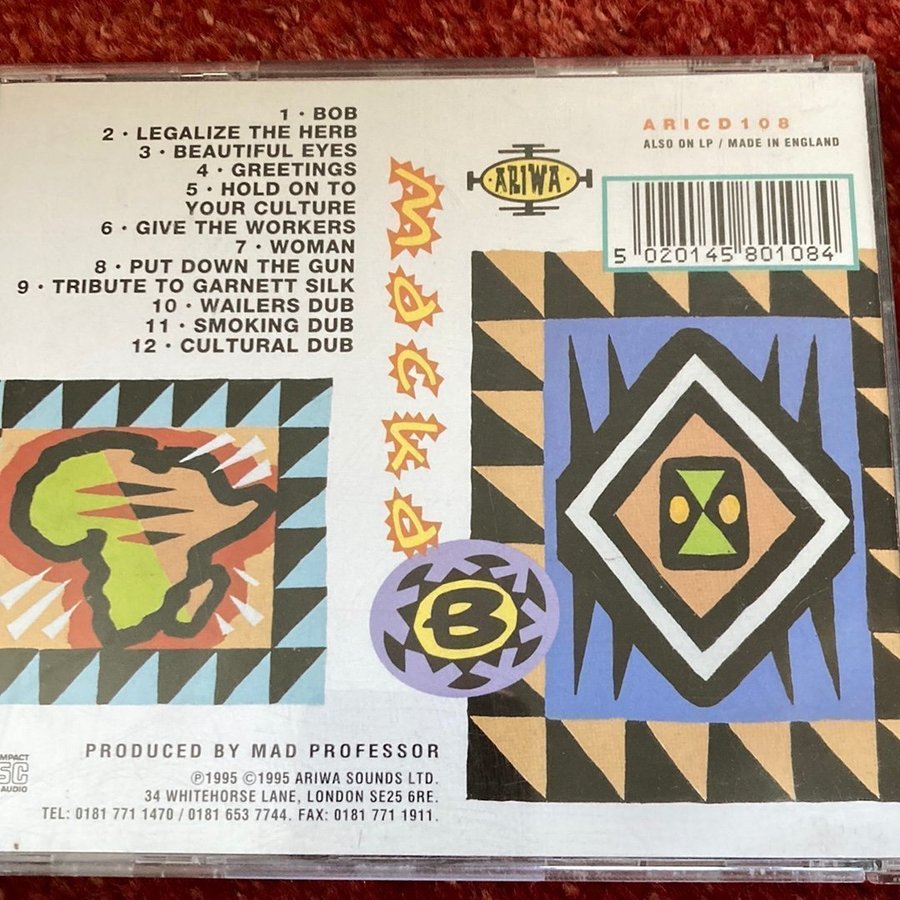 1 · BOB
2 · LEGALIZE THE HERB
3 · BEAUTIFUL EYES
4 · GREETINGS
5 · HOLD ON TO
YOUR CULTURE
6 · GIVE THE WORKERS
7 · WOMAN
8 · PUT DOWN THE GUN
9 · TRIBUTE TO GARNETT SILK
10 · WAILERS DUB
11 · SMOKING DUB
12 · CULTURAL DUB
MACKA
B
· ARIWA ·
ARICD108
ALSO ON LP / MADE IN ENGLAND
5 020145 801084
PRODUCED BY MAD PROFESSOR
℗1995 ©1995 ARIWA SOUNDS LTD.
34 WHITEHORSE LANE, LONDON SE25 6RE.
TEL: 0181 771 1470 / 0181 653 7744. FAX: 0181 771 1911.
AUDIO